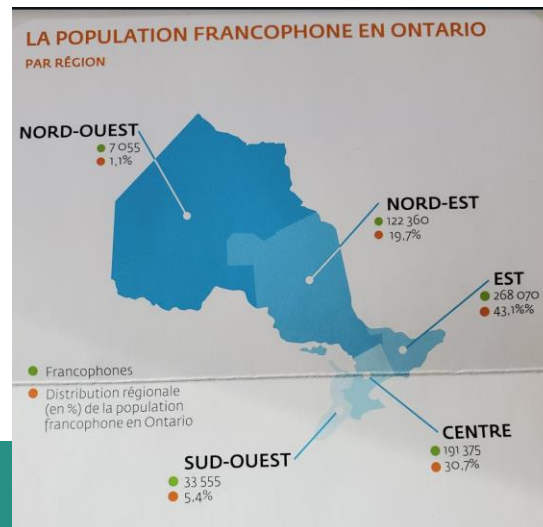 LA POPULATION FRANCOPHONE EN ONTARIO
PAR RÉGION
NORD-OUEST
7 055
1,1%
NORD-EST
122 360
19,7%
EST
268 070
43,1%%
Francophones
Distribution régionale
(en %) de la population
francophone en Ontario
CENTRE
191 375
30,7%
SUD-OUEST
33 555
5.4%